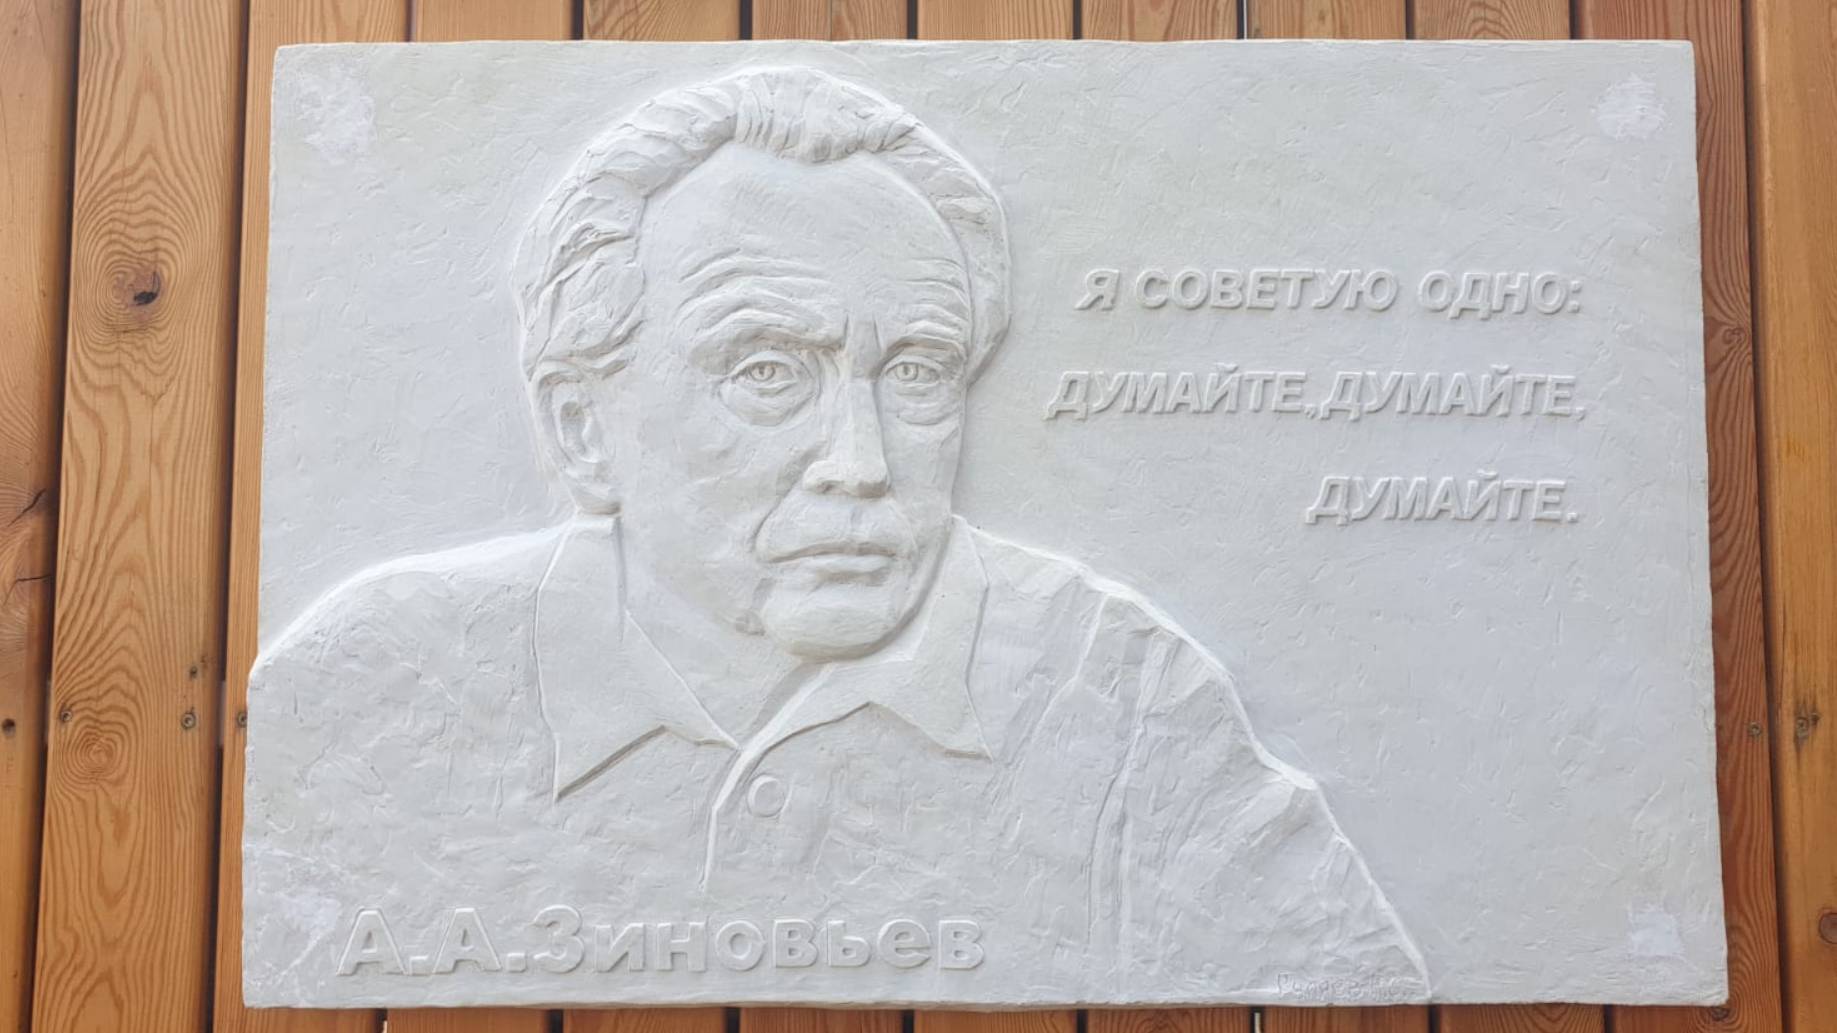 Я СОВЕТУЮ ОДНО:
ДУМАЙТЕ,ДУМАЙТЕ,
ДУМАЙТЕ.
А.А.Зиновьев